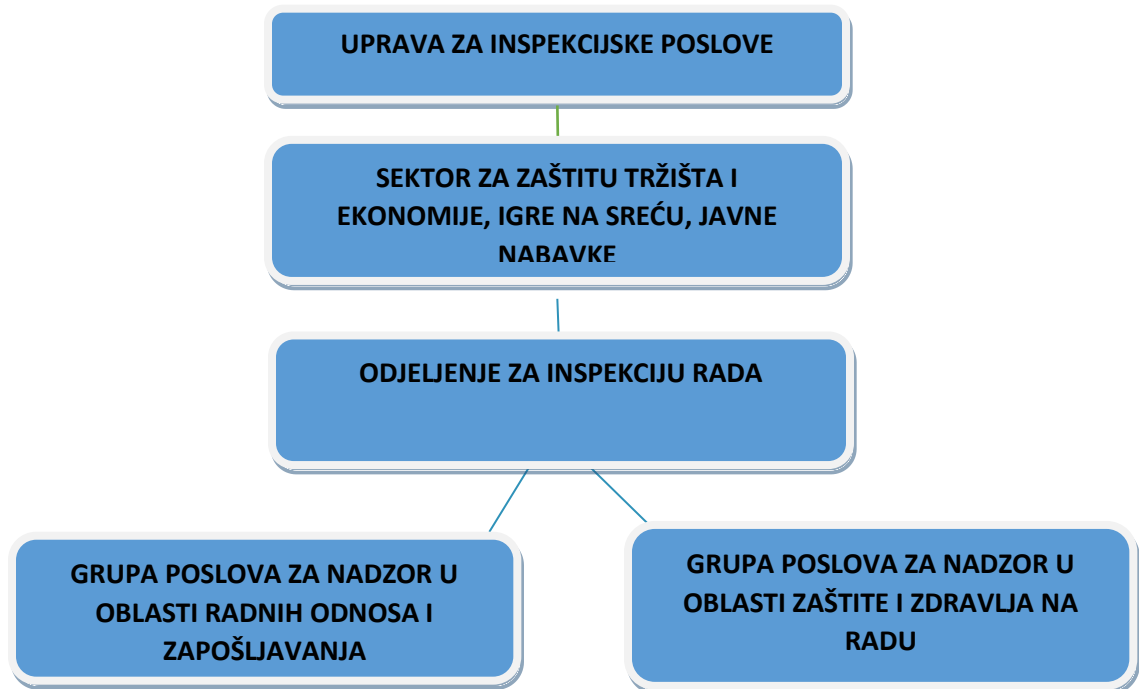 UPRAVA ZA INSPEKCIJSKE POSLOVE
SEKTOR ZA ZAŠTITU TRŽIŠTA I
EKONOMIJE, IGRE NA SREĆU, JAVNE
NABAVKE
ODJELJENJE ZA INSPEKCIJU RADA
GRUPA POSLOVA ZA NADZOR U
OBLASTI RADNIH ODNOSA I
ZAPOŠLJAVANJA
GRUPA POSLOVA ZA NADZOR U
OBLASTI ZAŠTITE I ZDRAVLJA NA
RADU